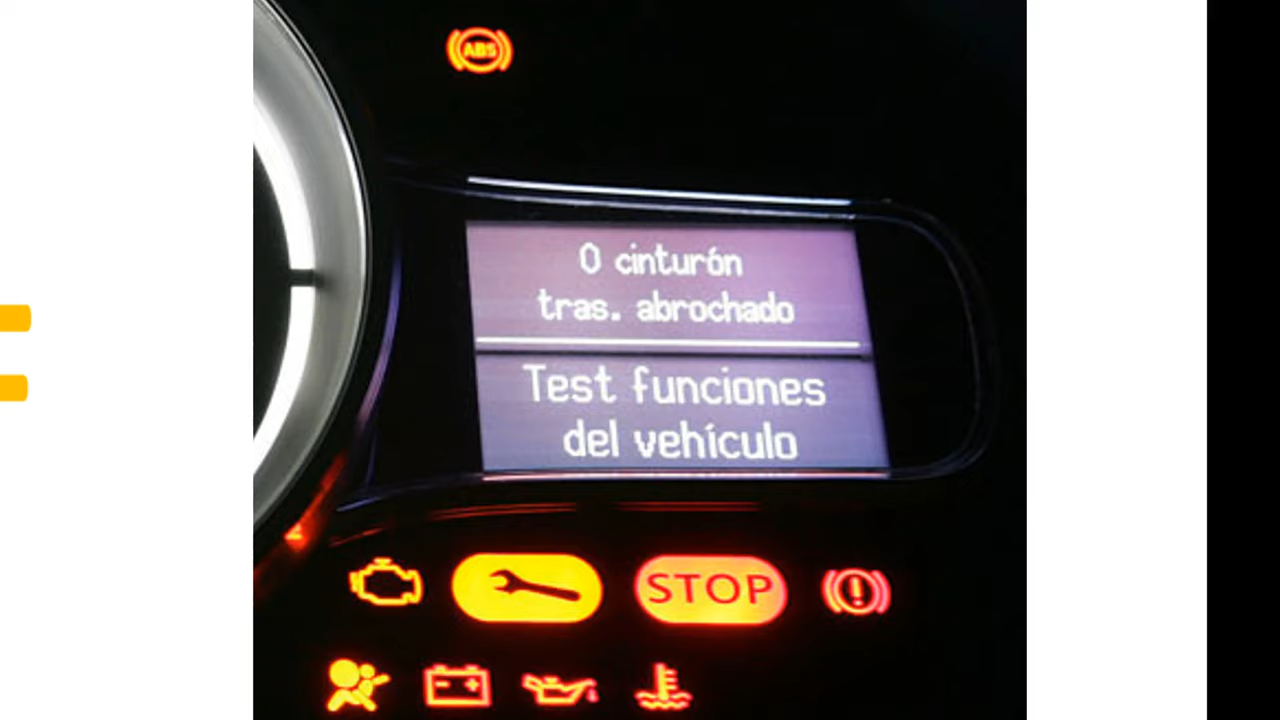 ABS
0 cinturón
tras. abrochado
Test funciones
del vehículo
STOP